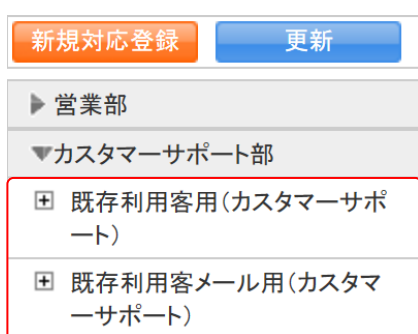 新規対応登録 更新
営業部
カスタマーサポート部
既存利用客用(カスタマーサポ
ート)
既存利用客メール用(カスタマ
ーサポート)